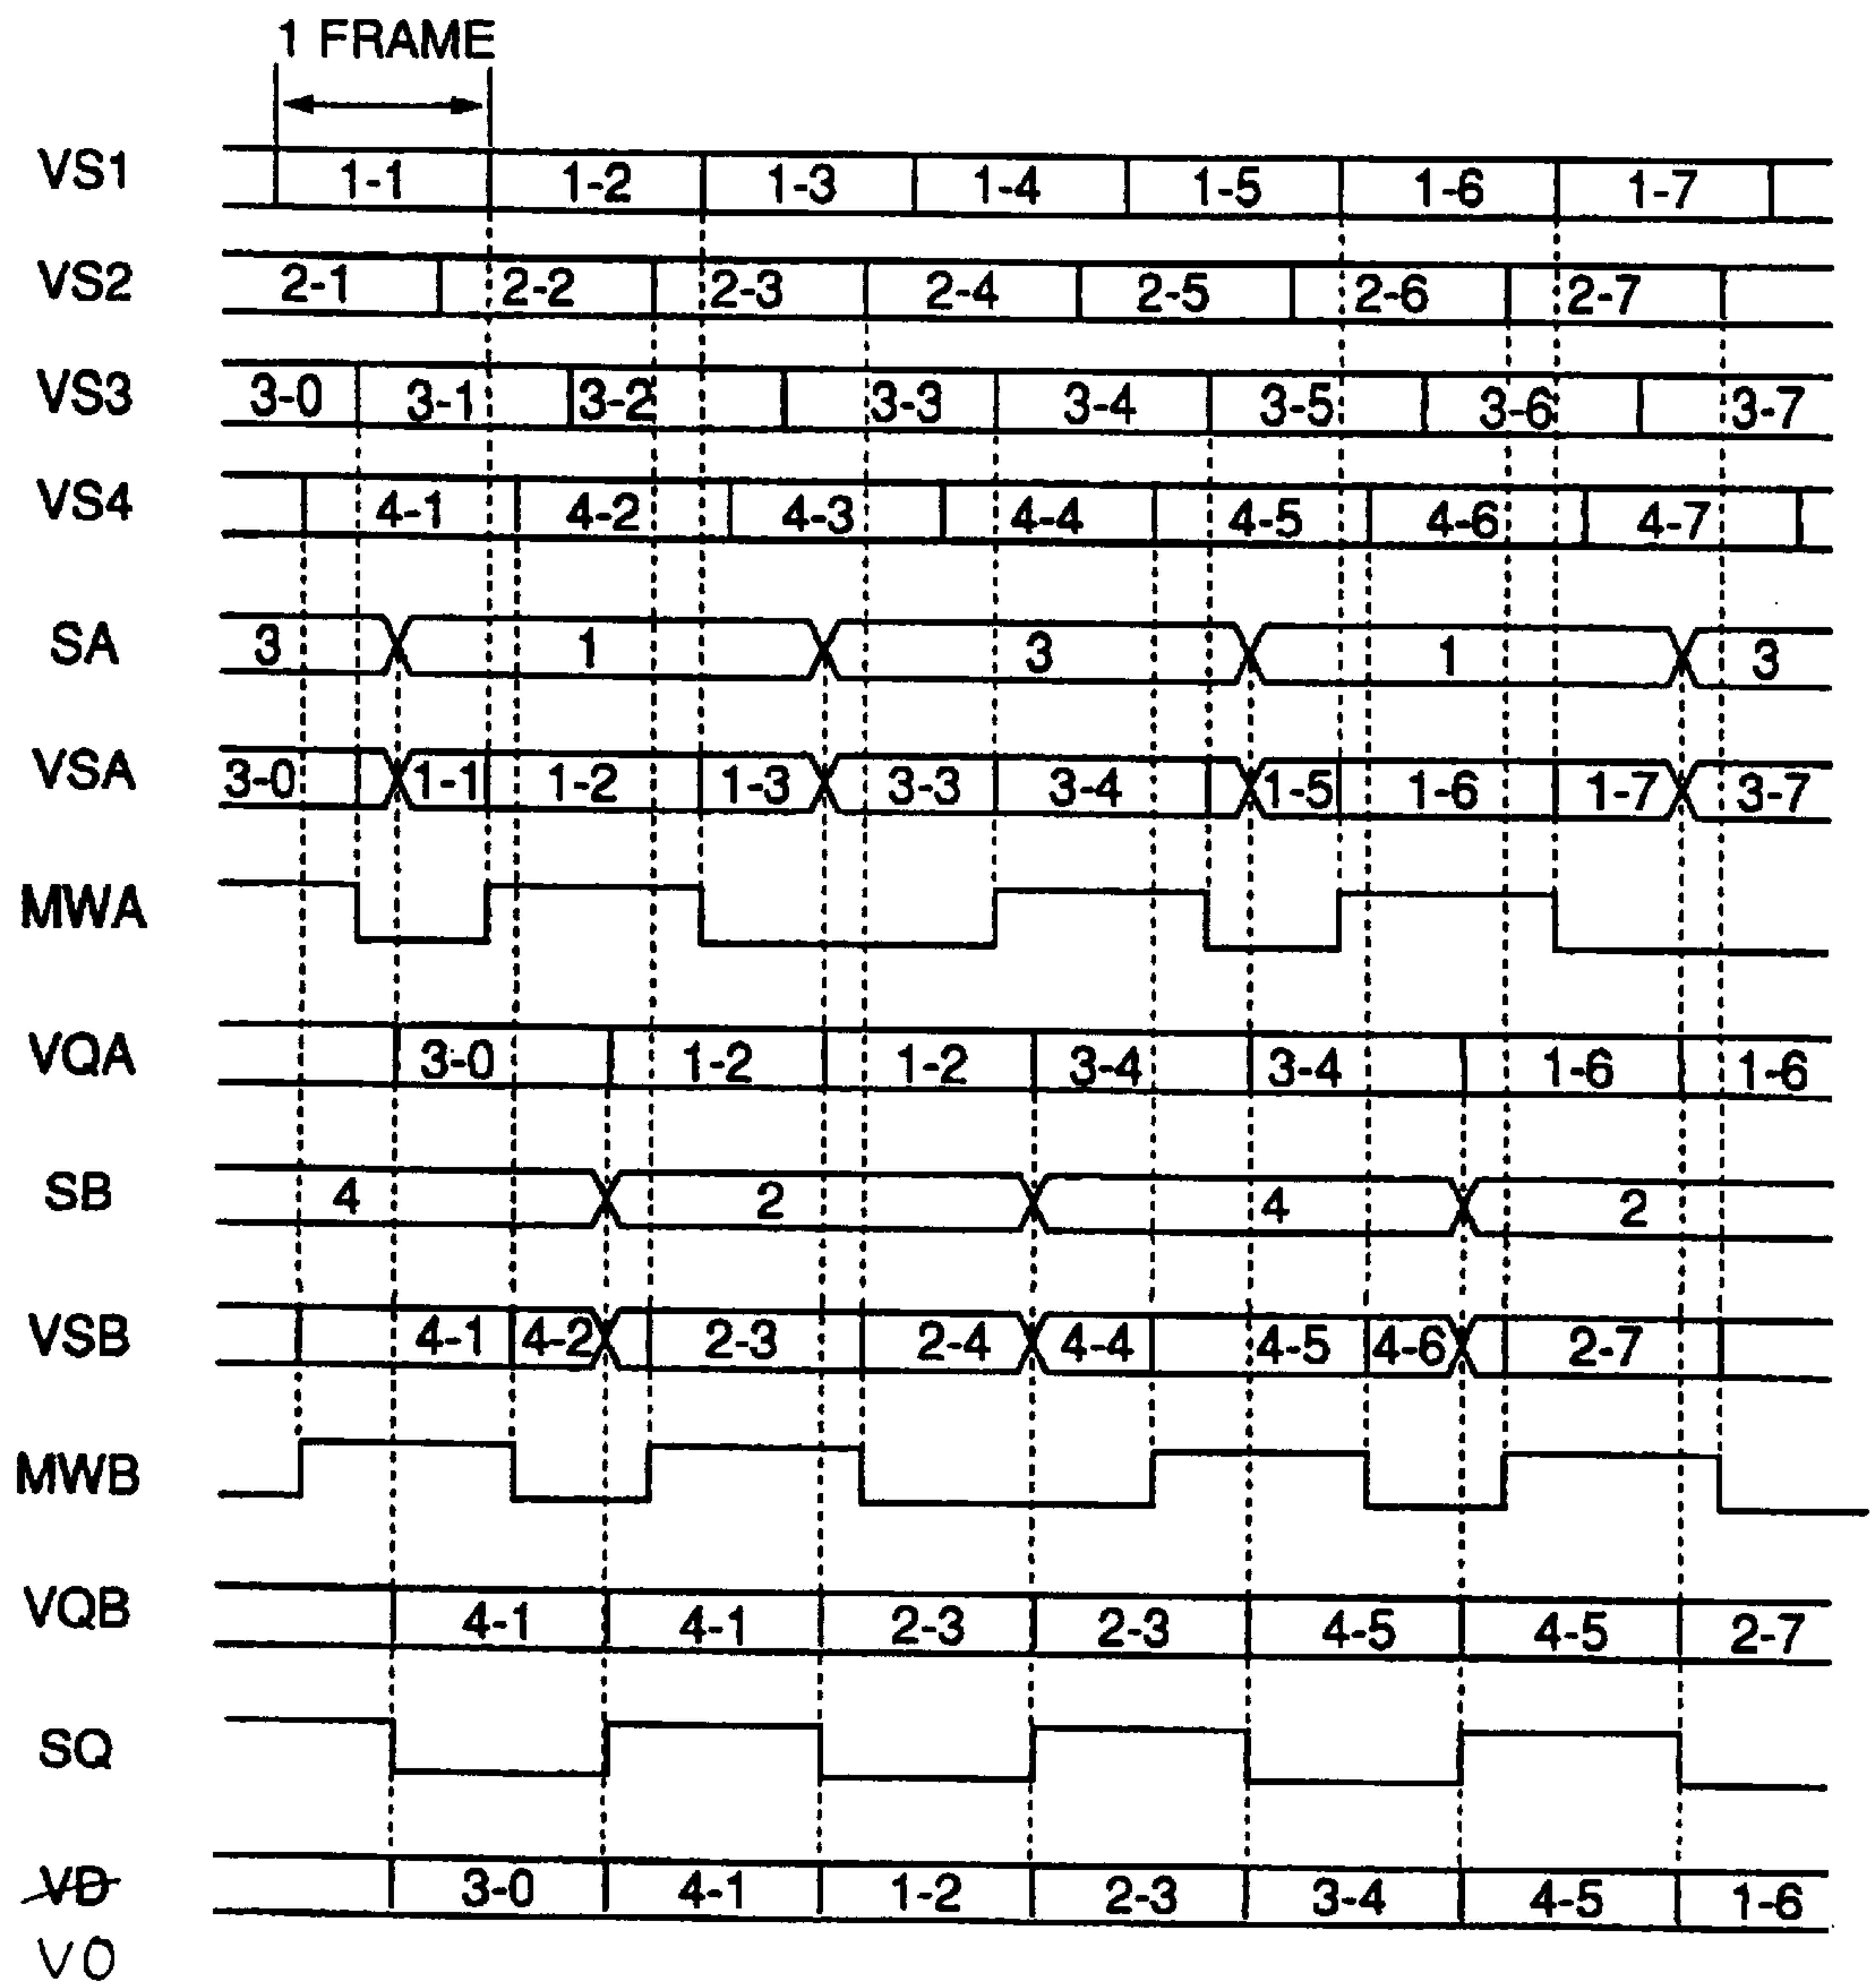 1 FRAME
VS1 1-1 1-2 1-3 1-4 1-5 1-6 1-7
VS2 2-1 2-2 2-3 2-4 2-5 2-6 2-7
VS3 3-0 3-1 3-2 3-3 3-4 3-5 3-6 3-7
VS4 4-1 4-2 4-3 4-4 4-5 4-6 4-7
SA 3 1 3 1 3
VSA 3-0 1-1 1-2 1-3 3-3 3-4 1-5 1-6 1-7 3-7
MWA
VQA 3-0 1-2 1-2 3-4 3-4 1-6 1-6
SB 4 2 4 2
VSB 4-1 4-2 2-3 2-4 4-4 4-5 4-6 2-7
MWB
VQB 4-1 4-1 2-3 2-3 4-5 4-5 2-7
SQ
VD 3-0 4-1 1-2 2-3 3-4 4-5 1-6
VO